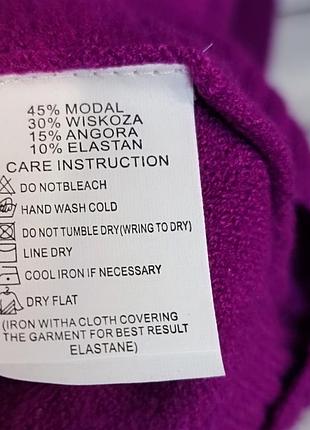 45% MODAL
30% WISKOZA
15% ANGORA
10% ELASTAN
CARE INSTRUCTION
DO NOTBLEACH
HAND WASH COLD
DO NOT TUMBLE DRY(WRING TO DRY)
LINE DRY
COOL IRON IF NECESSARY
DRY FLAT
(IRON WITHA CLOTH COVERING
THE GARMENT FOR BEST RESULT
ELASTANE)